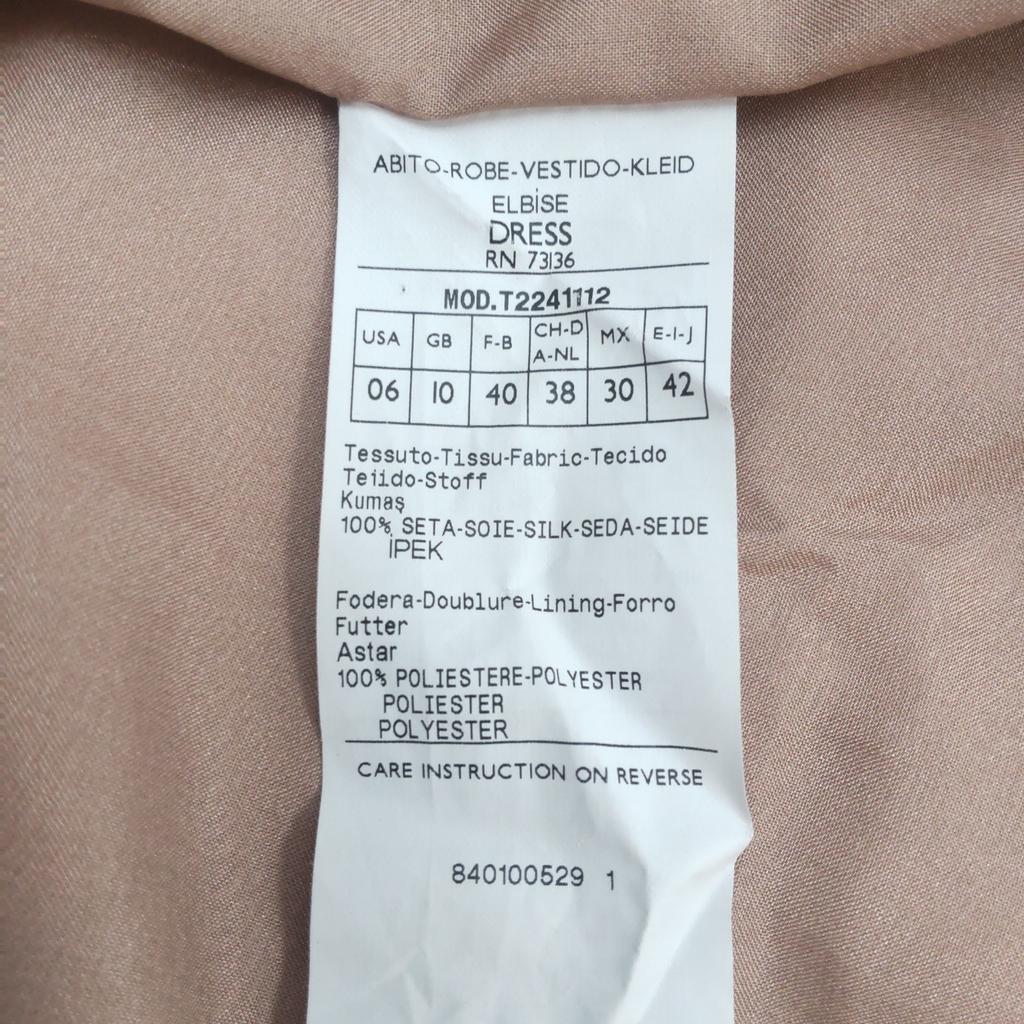 ABITO-ROBE-VESTIDO-KLEID
ELBİSE
DRESS
RN 73136
MOD.T2241112
USA GB F-B CH-D A-NL MX E-I-J
06 10 40 38 30 42
Tessuto-Tissu-Fabric-Tecido
Teiido-Stoff
Kumaş
100% SETA-SOIE-SILK-SEDA-SEIDE
İPEK
Fodera-Doublure-Lining-Forro
Futter
Astar
100% POLIESTERE-POLYESTER
POLIESTER
POLYESTER
CARE INSTRUCTION ON REVERSE
840100529 1